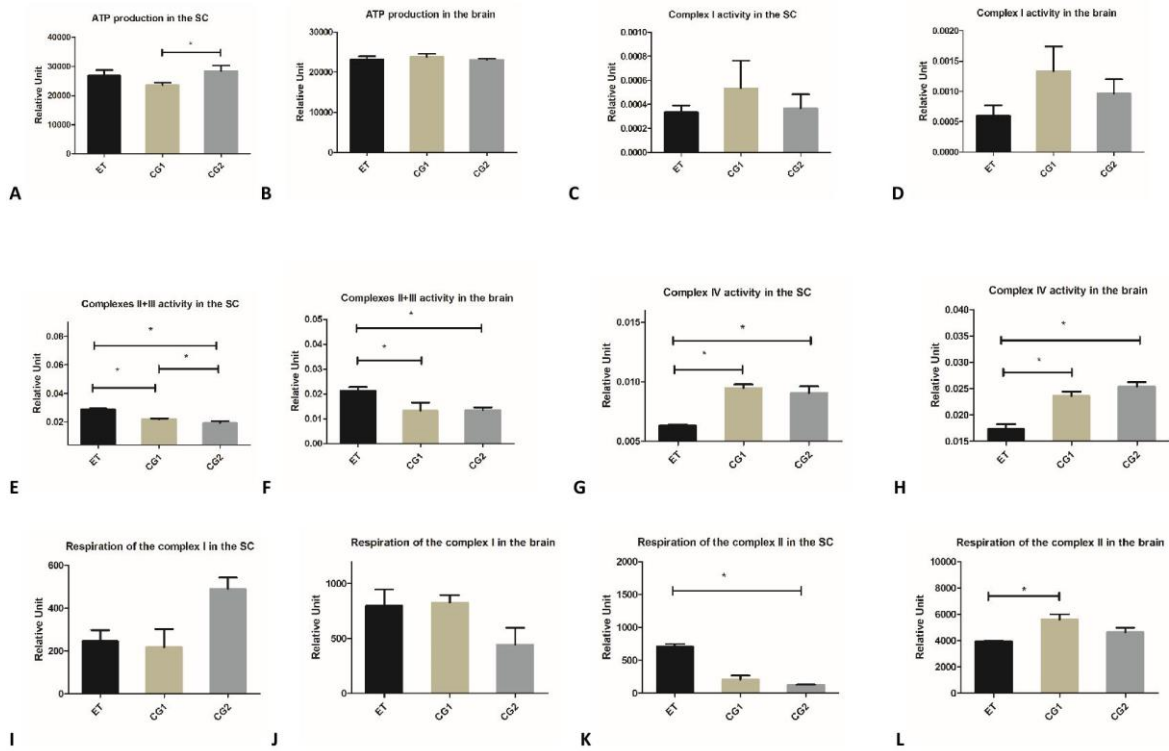 ATP production in the SC
Relative Unit
40000
30000
20000
10000
0
*
ET
CG1
CG2
A
ATP production in the brain
Relative Unit
30000
20000
10000
0
ET
CG1
CG2
B
Complex I activity in the SC
Relative Unit
0.0010
0.0008
0.0006
0.0004
0.0002
0.0000
ET
CG1
CG2
C
Complex I activity in the brain
Relative Unit
0.0020
0.0015
0.0010
0.0005
0.0000
ET
CG1
CG2
D
Complexes II+III activity in the SC
Relative Unit
0.08
0.06
0.04
0.02
*
*
*
ET
CG1
CG2
E
Complexes II+III activity in the brain
Relative Unit
0.05
0.04
0.03
0.02
0.01
0.00
*
*
ET
CG1
CG2
F
Complex IV activity in the SC
Relative Unit
0.015
0.010
0.005
*
*
ET
CG1
CG2
G
Complex IV activity in the brain
Relative Unit
0.040
0.035
0.030
0.025
0.020
0.015
*
*
ET
CG1
CG2
H
Respiration of the complex I in the SC
Relative Unit
600
400
200
0
ET
CG1
CG2
I
Respiration of the complex I in the brain
Relative Unit
1000
500
0
ET
CG1
CG2
J
Respiration of the complex II in the SC
Relative Unit
2000
1500
1000
500
0
*
ET
CG1
CG2
K
Respiration of the complex II in the brain
Relative Unit
10000
8000
6000
4000
2000
0
*
ET
CG1
CG2
L